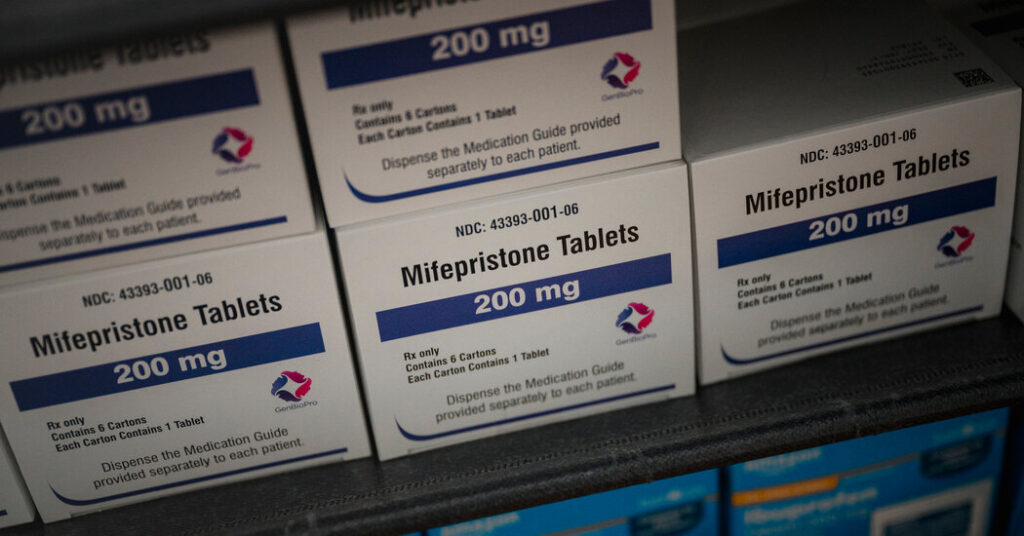 pristone Tablets
200 mg
GenBioPro
s 6 Cartons
Carton Contains 1 Tablet
Dispense the Medication Guide
provided separately to each patient.
Mifepristone Tablets
200 mg
GenBioPro
Rx only
Contains 6 Cartons
Each Carton Contains 1 Tablet
Dispense the Medication Guide provided
separately to each patient.
NDC: 43393-001-06
Mifepristone Tablets
200 mg
GenBioPro
Rx only
Contains 6 Cartons
Each Carton Contains 1 Tablet
Dispense the Medication Guide
provided separately to each patient.
NDC: 43393-001-06
Mifepristone Tablets
200 mg
GenBioPro
Rx only
Contains 6 Cartons
Each Carton Contains 1 Tablet
Dispense the Medication Guide
provided separately to each patient.
NDC: 43393-001-06
Mifepristone Tablets
200 mg
GenBioPro
Rx only
Contains 6 Cartons
Each Carton Contains 1 Tablet
Dispense the Medication Guide
provided separately to each patient.
amazon
amazon
Ibuprofen